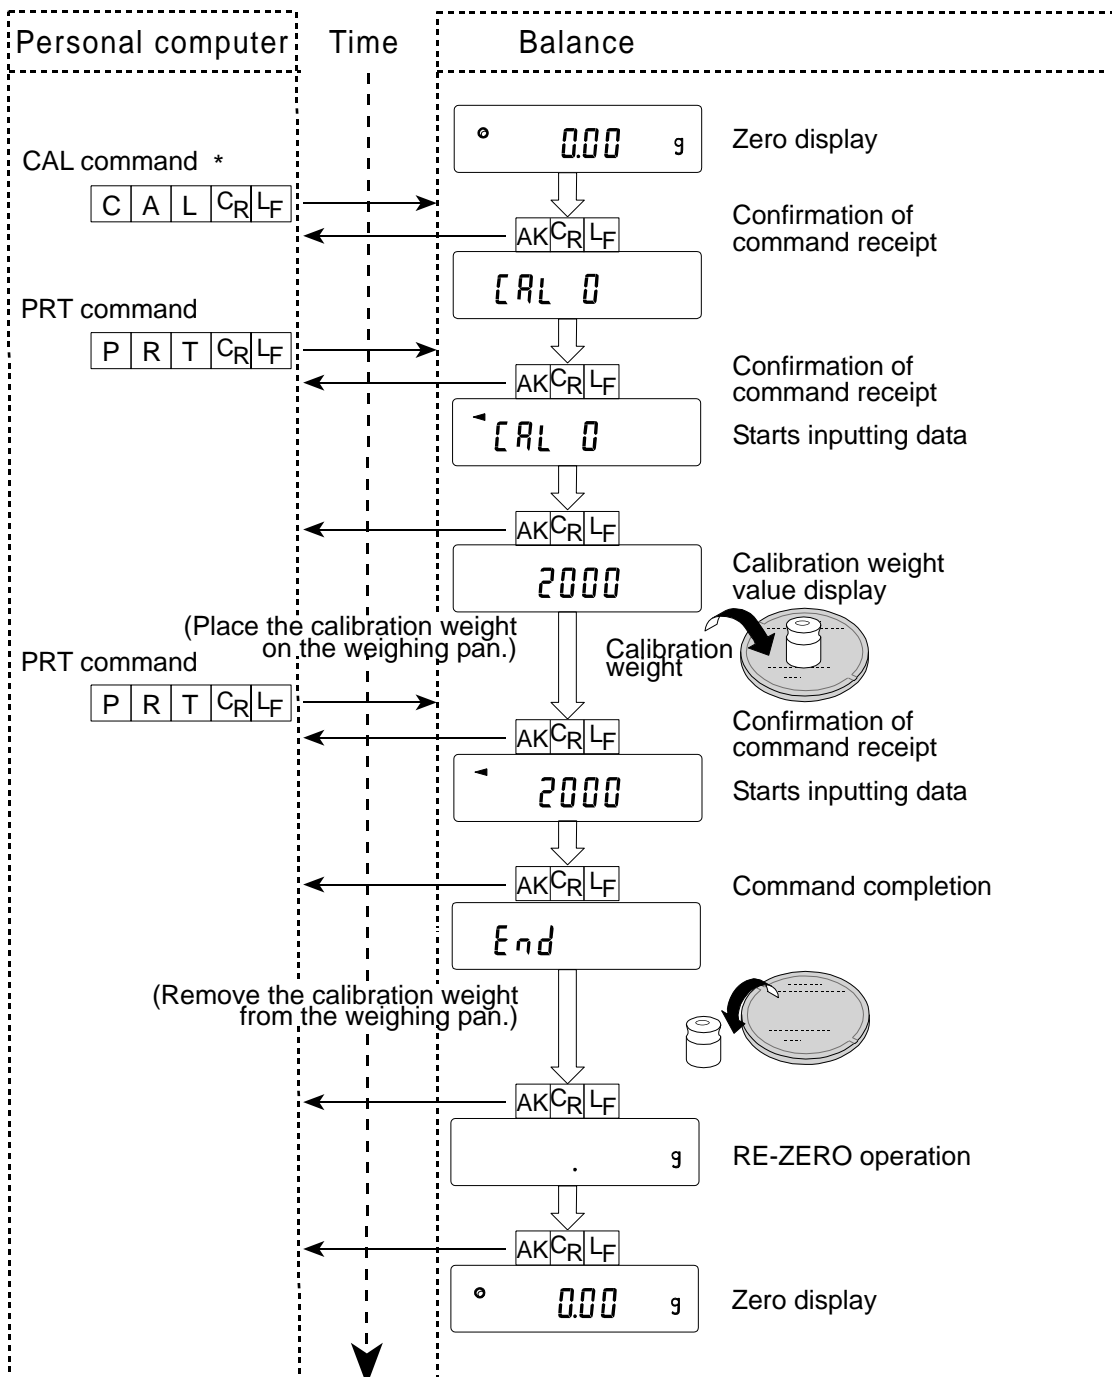 Personal computer Time Balance
0.00 g Zero display
CAL command *
C A L CR LF
Confirmation of
command receipt
AK CR LF
CAL 0
PRT command
P R T CR LF
Confirmation of
command receipt
AK CR LF
CAL 0 Starts inputting data
AK CR LF
2000
Calibration weight
value display
(Place the calibration weight
on the weighing pan.)
Calibration
weight
PRT command
P R T CR LF
Confirmation of
command receipt
AK CR LF
2000 Starts inputting data
AK CR LF Command completion
End
(Remove the calibration weight
from the weighing pan.)
AK CR LF
. g RE-ZERO operation
AK CR LF
0.00 g Zero display